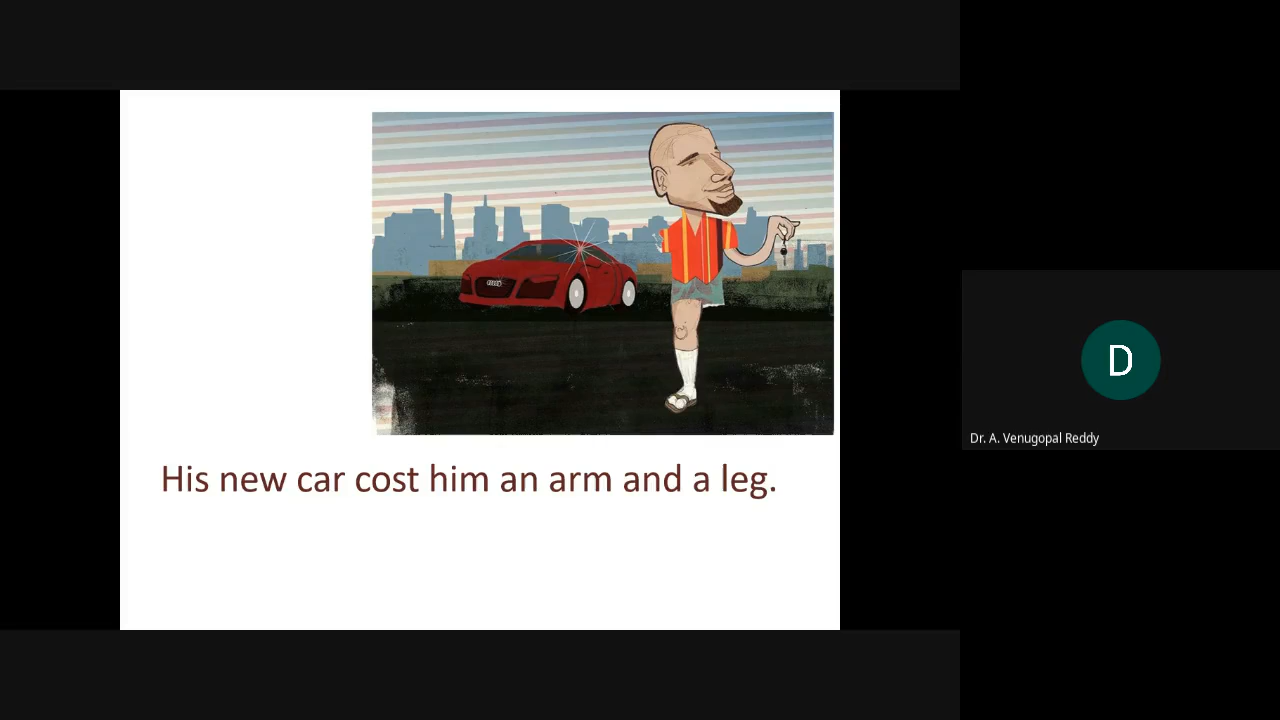 His new car cost him an arm and a leg.
D
Dr. A. Venugopal Reddy